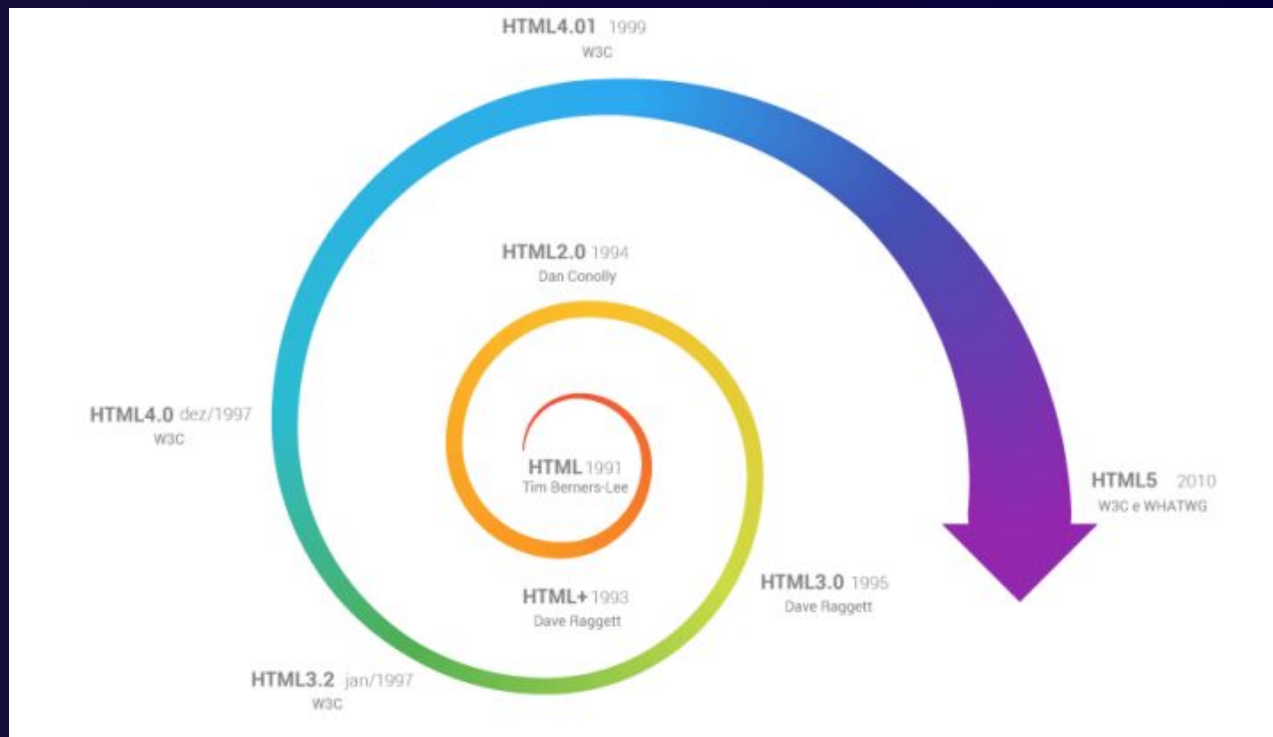 HTML4.01 1999
W3C
HTML2.0 1994
Dan Conolly
HTML4.0 dez/1997
W3C
HTML 1991
Tim Berners-Lee
HTML5 2010
W3C e WHATWG
HTML+ 1993
Dave Raggett
HTML3.0 1995
Dave Raggett
HTML3.2 jan/1997
W3C